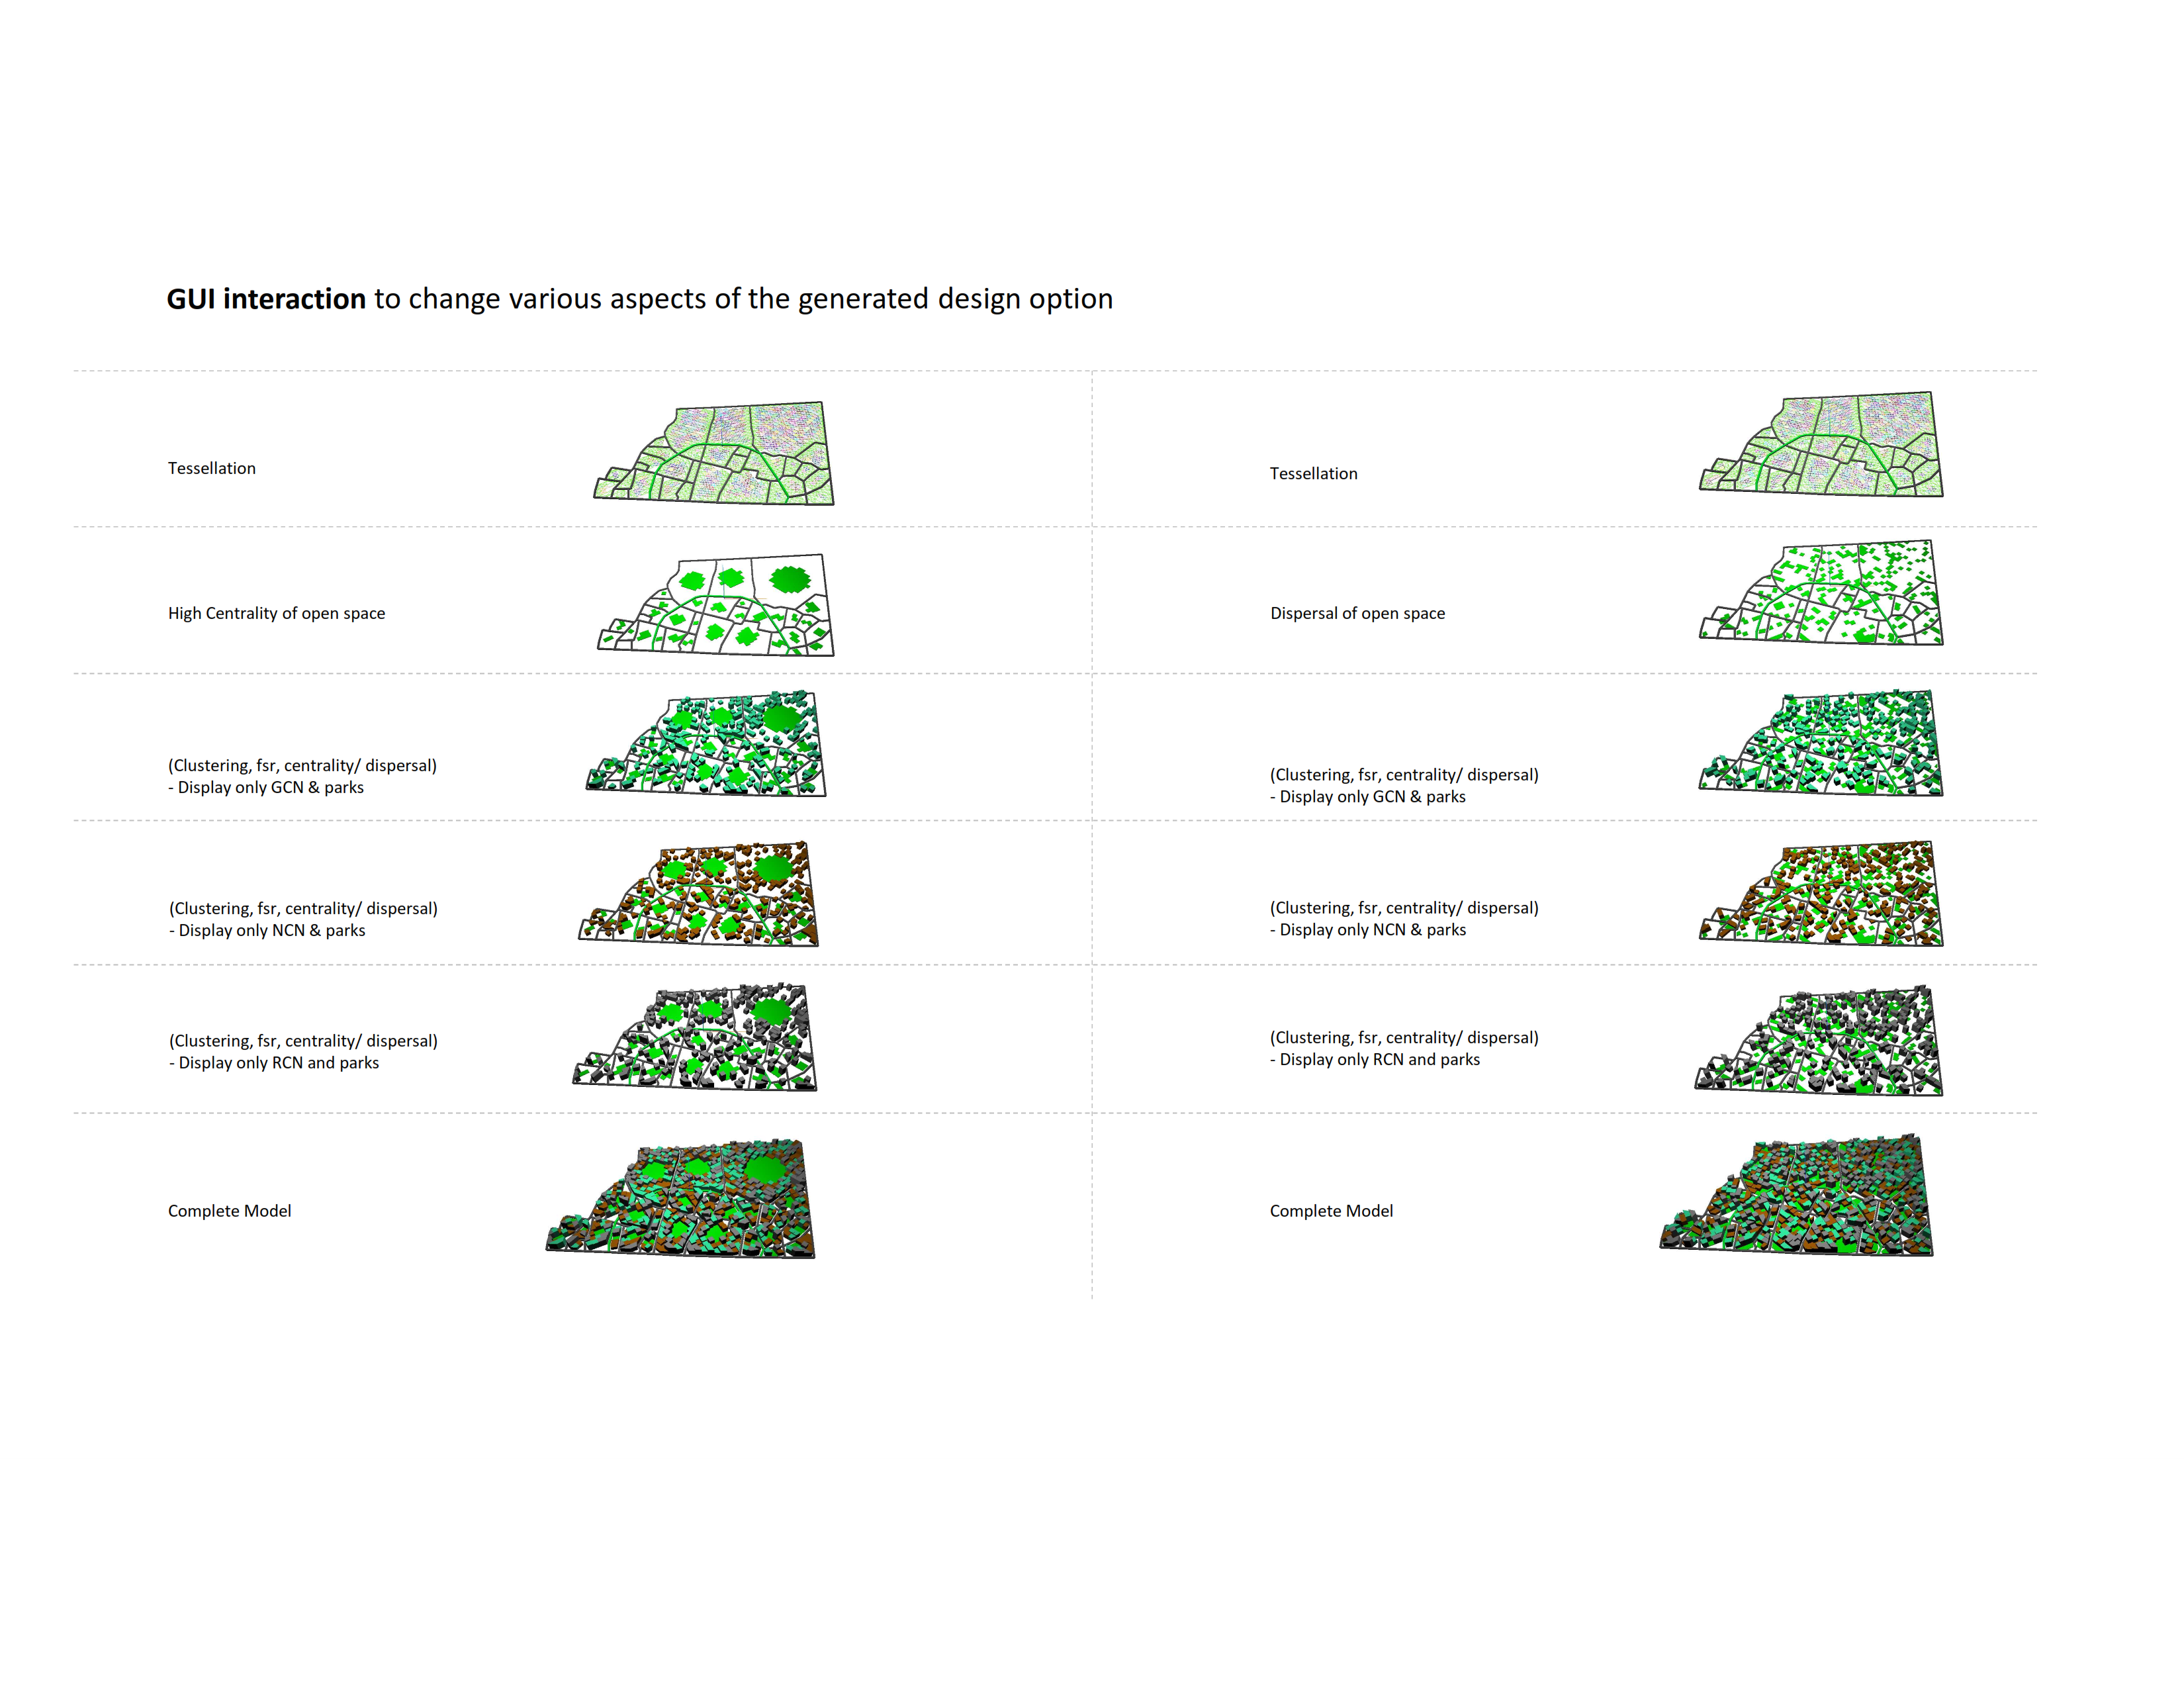 GUI interaction to change various aspects of the generated design option
Tessellation
Tessellation
High Centrality of open space
Dispersal of open space
(Clustering, fsr, centrality/ dispersal)
- Display only GCN & parks
(Clustering, fsr, centrality/ dispersal)
- Display only GCN & parks
(Clustering, fsr, centrality/ dispersal)
- Display only NCN & parks
(Clustering, fsr, centrality/ dispersal)
- Display only NCN & parks
(Clustering, fsr, centrality/ dispersal)
- Display only RCN and parks
(Clustering, fsr, centrality/ dispersal)
- Display only RCN and parks
Complete Model
Complete Model